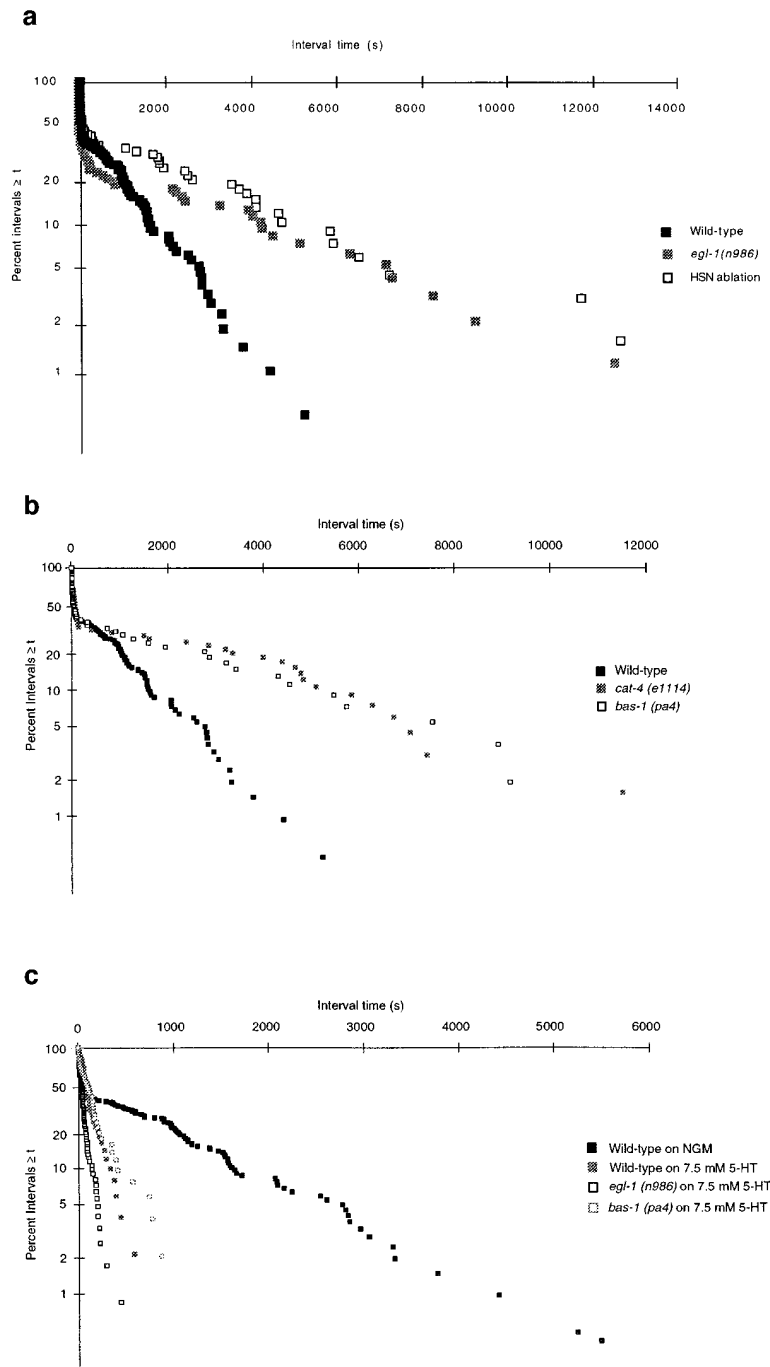 a
Interval time (s)
2000 4000 6000 8000 10000 12000 14000
100
50
20
10
5
2
1
Percent intervals ≥ t
Wild-type
egl-1(n986)
HSN ablation
b
Interval time (s)
0 2000 4000 6000 8000 10000 12000
100
50
20
10
5
2
1
Percent Intervals ≥ t
Wild-type
cat-4 (e1114)
bas-1 (pa4)
c
Interval time (s)
0 1000 2000 3000 4000 5000 6000
100
50
20
10
5
2
1
Percent Intervals ≥ t
Wild-type on NGM
Wild-type on 7.5 mM 5-HT
egl-1 (n986) on 7.5 mM 5-HT
bas-1 (pa4) on 7.5 mM 5-HT